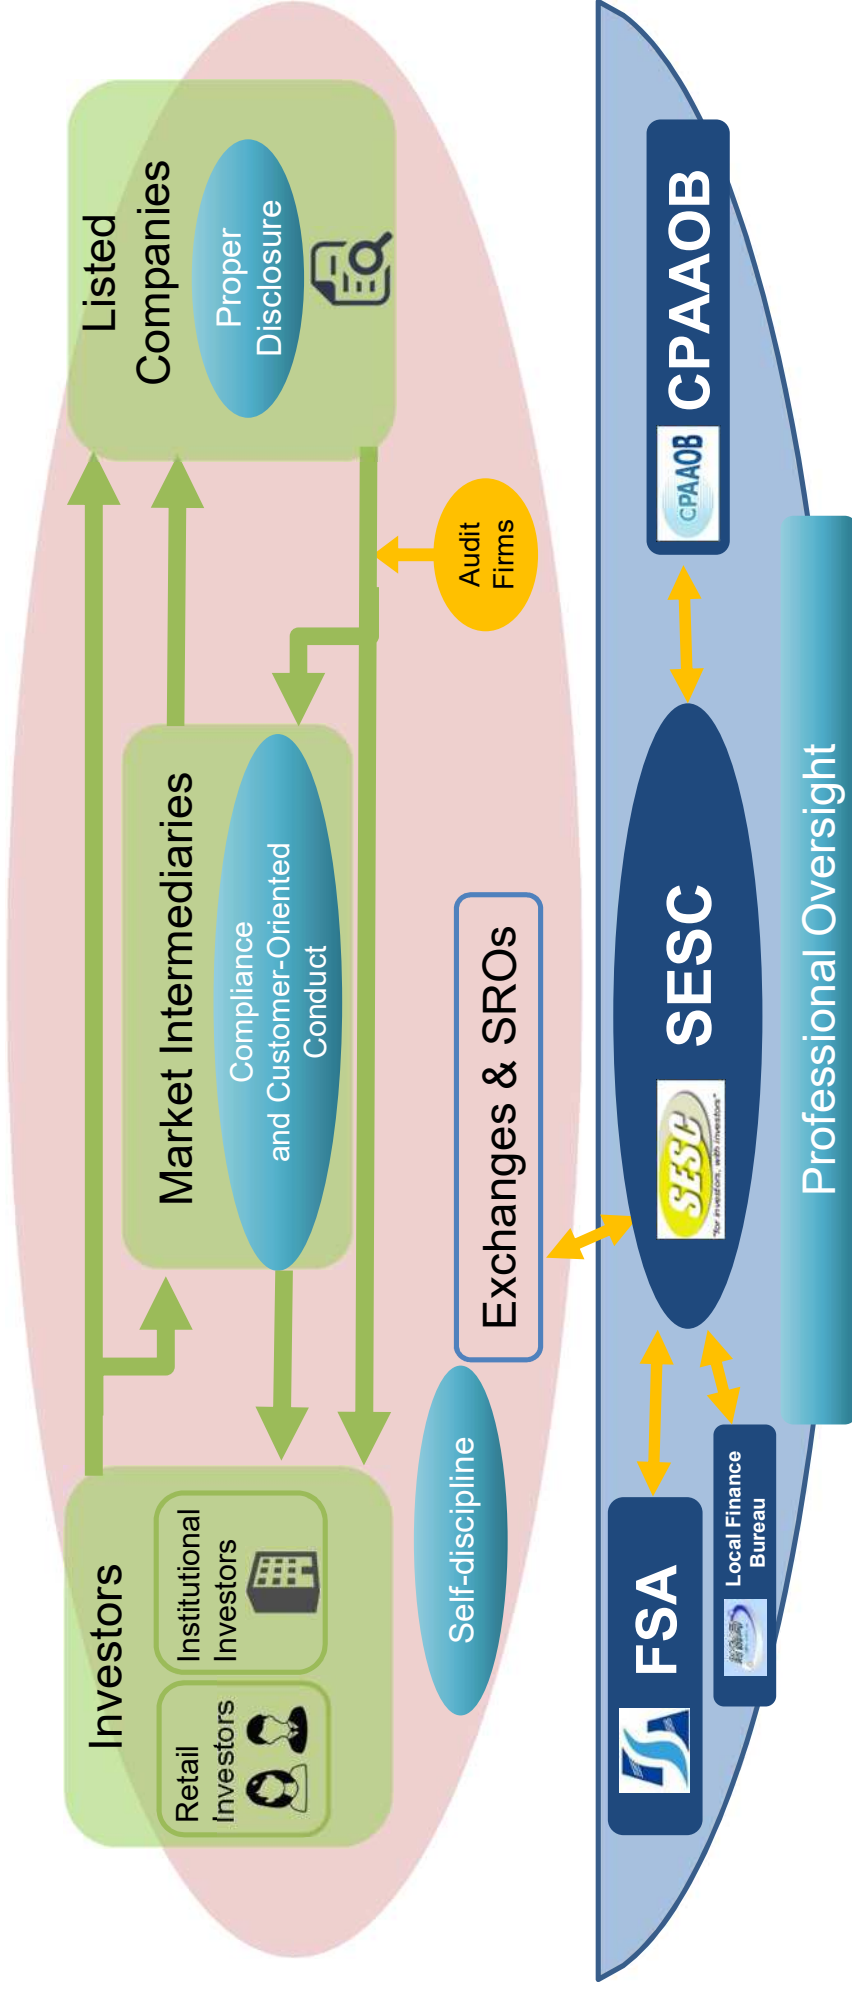 Investors
Retail
Investors
Institutional
Investors
Market Intermediaries
Compliance
and Customer-Oriented
Conduct
Listed
Companies
Proper
Disclosure
Audit
Firms
Self-discipline
Exchanges & SROs
FSA
Local Finance
Bureau
SESC
"for investors, with investors"
SESC
CPAAOB
CPAAOB
Professional Oversight